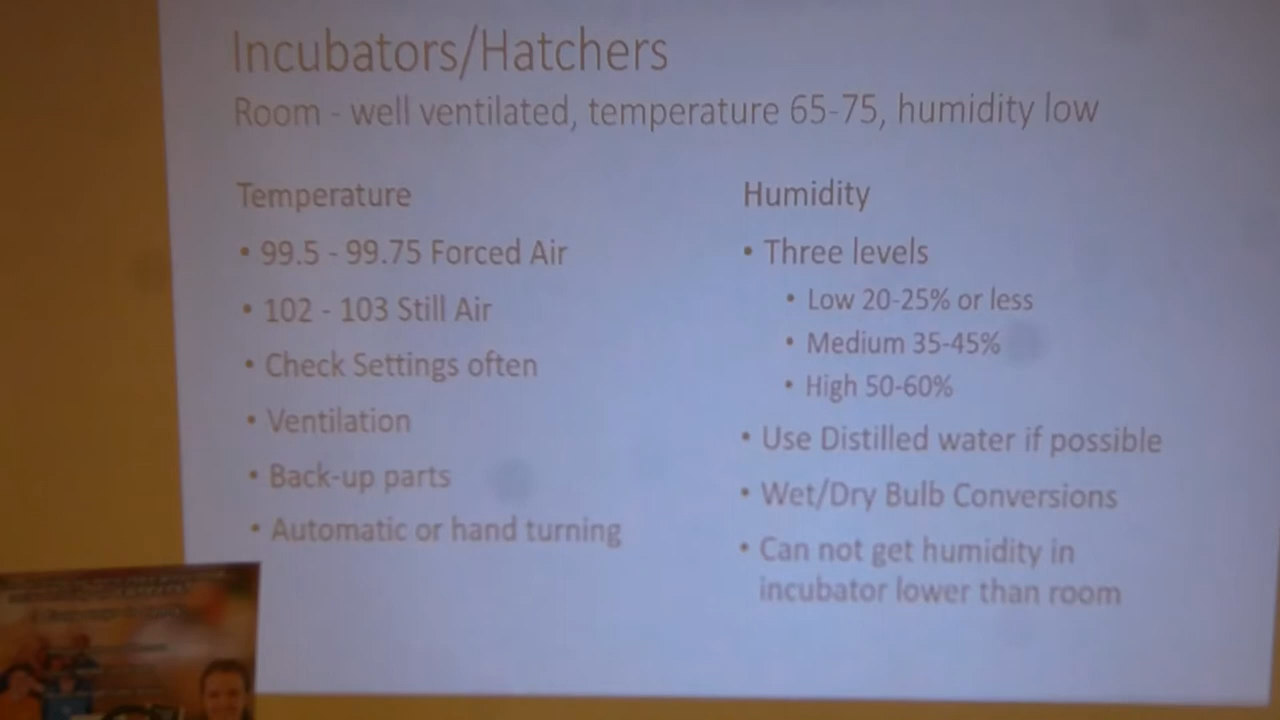 Incubators/Hatchers
Room - well ventilated, temperature 65-75, humidity low
Temperature
• 99.5 - 99.75 Forced Air
• 102 - 103 Still Air
• Check Settings often
• Ventilation
• Back-up parts
• Automatic or hand turning
Humidity
• Three levels
• Low 20-25% or less
• Medium 35-45%
• High 50-60%
• Use Distilled water if possible
• Wet/Dry Bulb Conversions
• Can not get humidity in
incubator lower than room